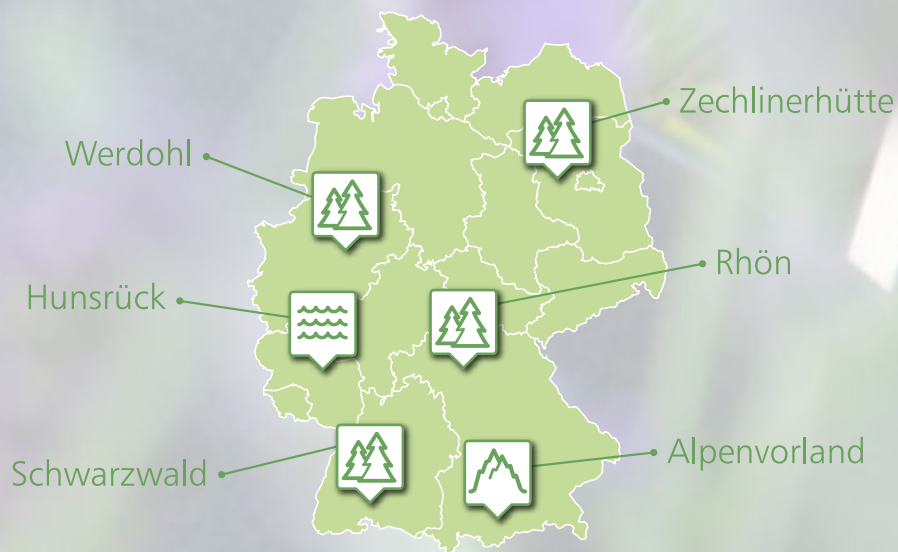 Zechlinerhütte
Werdohl
Rhön
Hunsrück
Alpenvorland
Schwarzwald